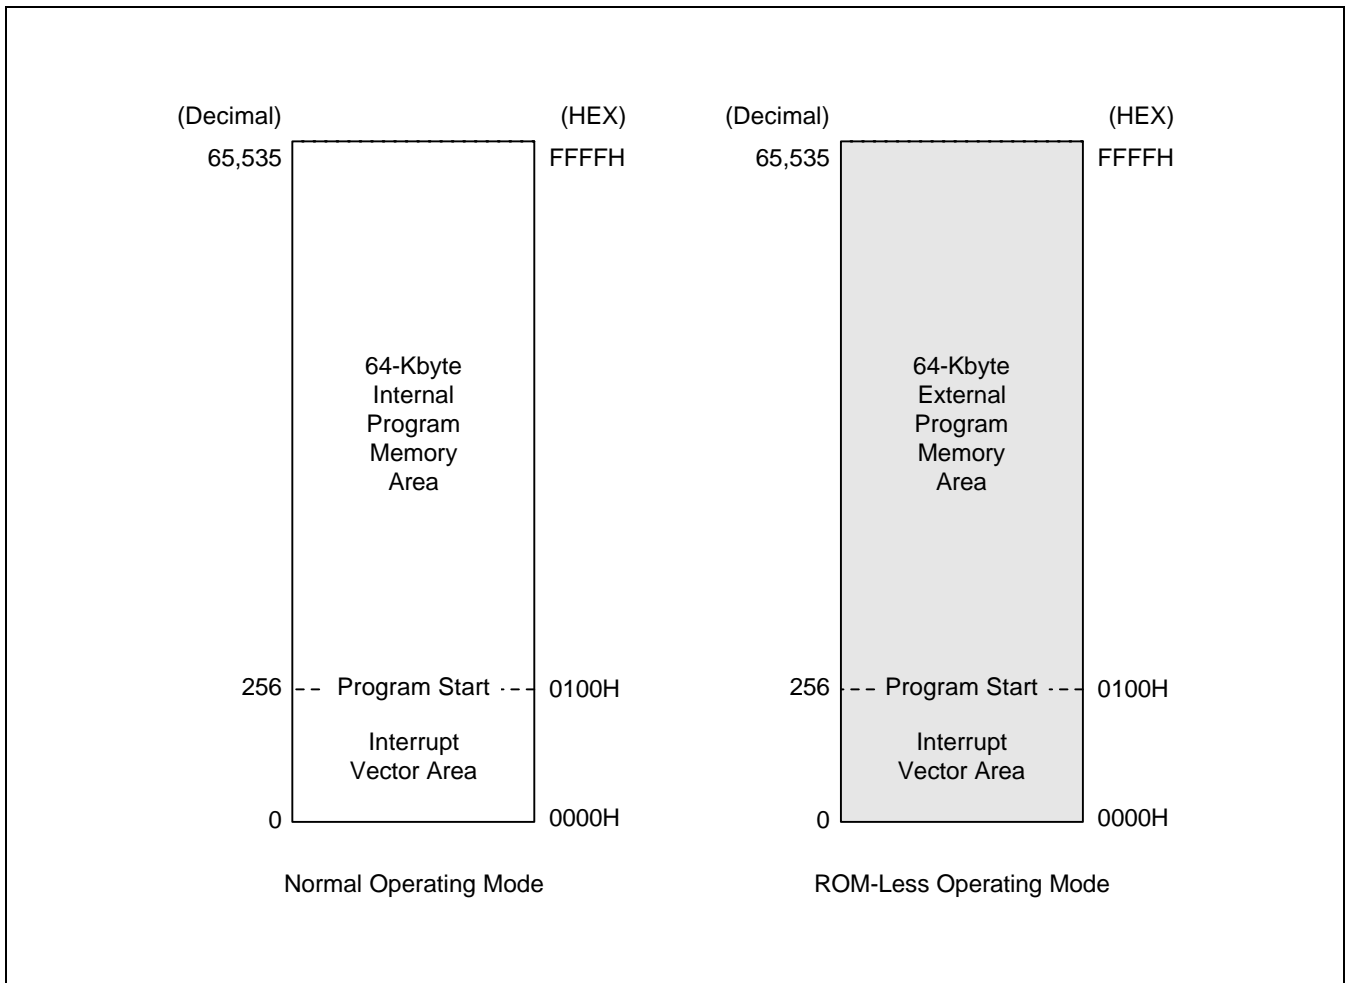 (Decimal)
(HEX)
65,535
FFFFH
64-Kbyte
Internal
Program
Memory
Area
256
Program Start
0100H
Interrupt
Vector Area
0
0000H
Normal Operating Mode
(Decimal)
(HEX)
65,535
FFFFH
64-Kbyte
External
Program
Memory
Area
256
Program Start
0100H
Interrupt
Vector Area
0
0000H
ROM-Less Operating Mode